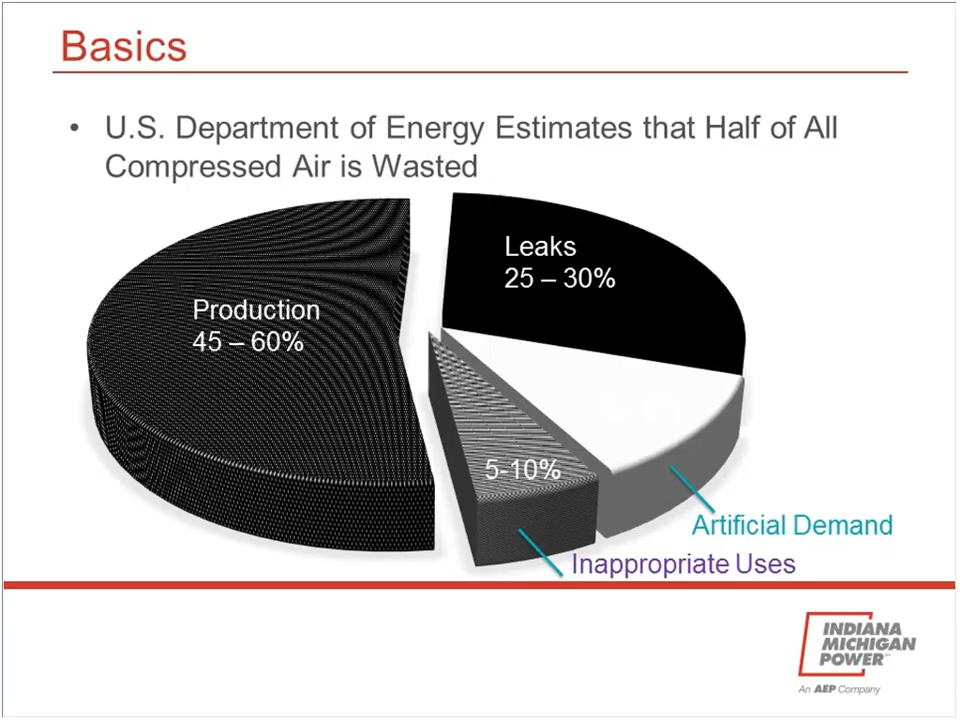 Basics
• U.S. Department of Energy Estimates that Half of All
Compressed Air is Wasted
Leaks
25 – 30%
Production
45 – 60%
5-10%
Artificial Demand
Inappropriate Uses
INDIANA
MICHIGAN
POWER
An AEP Company